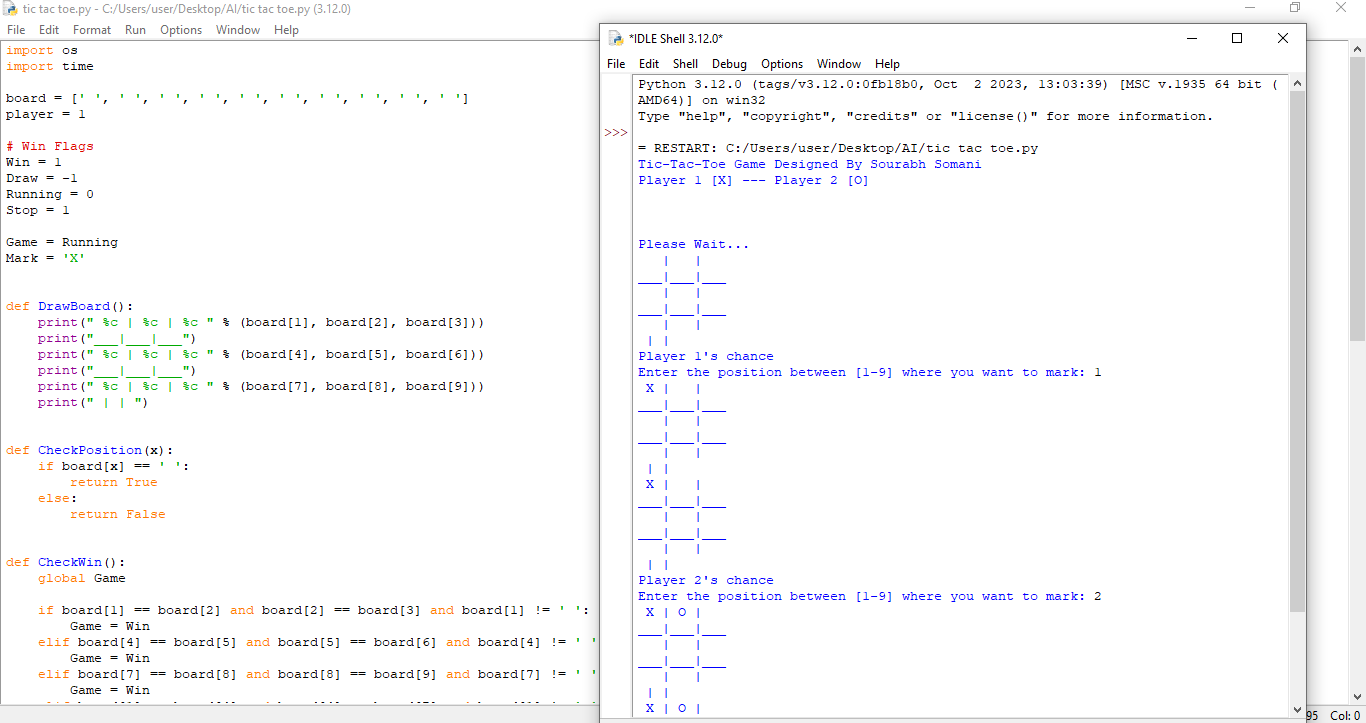 tic tac toe.py - C:/Users/user/Desktop/AI/tic tac toe.py (3.12.0)
File Edit Format Run Options Window Help
import os
import time
board = [' ', ' ', ' ', ' ', ' ', ' ', ' ', ' ', ' ', ' ']
player = 1
# Win Flags
Win = 1
Draw = -1
Running = 0
Stop = 1
Game = Running
Mark = 'X'
def DrawBoard():
    print(" %c | %c | %c " % (board[1], board[2], board[3]))
    print("___|___|___")
    print(" %c | %c | %c " % (board[4], board[5], board[6]))
    print("___|___|___")
    print(" %c | %c | %c " % (board[7], board[8], board[9]))
    print(" | | ")
def CheckPosition(x):
    if board[x] == ' ':
        return True
    else:
        return False
def CheckWin():
    global Game
    if board[1] == board[2] and board[2] == board[3] and board[1] != ' ':
        Game = Win
    elif board[4] == board[5] and board[5] == board[6] and board[4] != ' '
        Game = Win
    elif board[7] == board[8] and board[8] == board[9] and board[7] != ' '
        Game = Win
*IDLE Shell 3.12.0*
File Edit Shell Debug Options Window Help
Python 3.12.0 (tags/v3.12.0:0fb18b0, Oct  2 2023, 13:03:39) [MSC v.1935 64 bit (
AMD64)] on win32
Type "help", "copyright", "credits" or "license()" for more information.
>>>
= RESTART: C:/Users/user/Desktop/AI/tic tac toe.py
Tic-Tac-Toe Game Designed By Sourabh Somani
Player 1 [X] --- Player 2 [O]
Please Wait...
   |   |
___|___|___
   |   |
___|___|___
   |   |
 | |
Player 1's chance
Enter the position between [1-9] where you want to mark: 1
 X |   |
___|___|___
   |   |
___|___|___
   |   |
 | |
 X |   |
___|___|___
   |   |
___|___|___
   |   |
 | |
Player 2's chance
Enter the position between [1-9] where you want to mark: 2
 X | O |
___|___|___
   |   |
___|___|___
   |   |
 | |
 X | O |
95 Col: 0